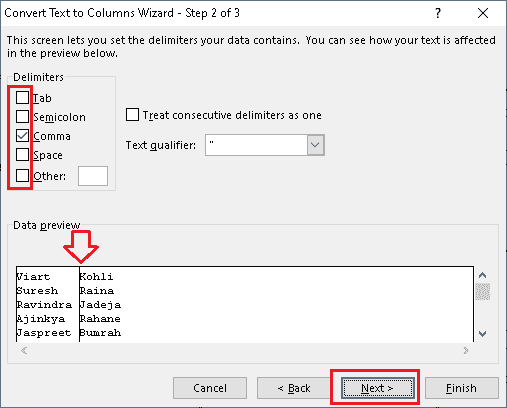 Convert Text to Columns Wizard - Step 2 of 3
This screen lets you set the delimiters your data contains. You can see how your text is affected
in the preview below.
Delimiters
Tab
Semicolon
Comma
Space
Other:
Treat consecutive delimiters as one
Text qualifier: "
Data preview
Viart Kohli
Suresh Raina
Ravindra Jadeja
Ajinkya Rahane
Jaspreet Bumrah
Cancel < Back Next > Finish